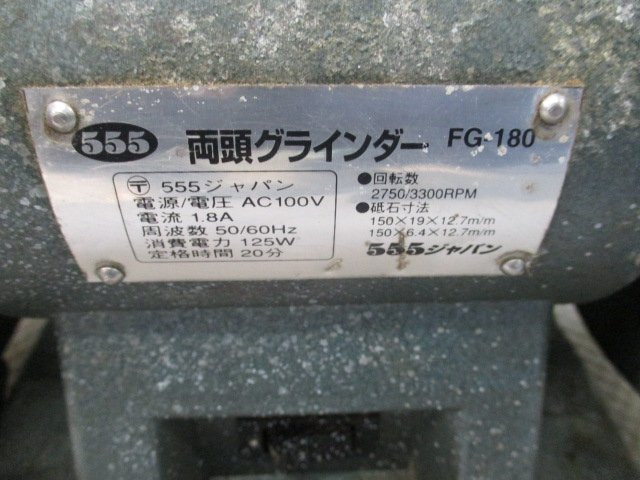 555 両頭グラインダー FG-180
〒 555ジャパン
電源/電圧 AC100V
電流 1.8A
周波数 50/60Hz
消費電力 125W
定格時間 20分
●回転数
2750/3300RPM
●砥石寸法
150×19×12.7m/m
150×6.4×12.7m/m
555ジャパン